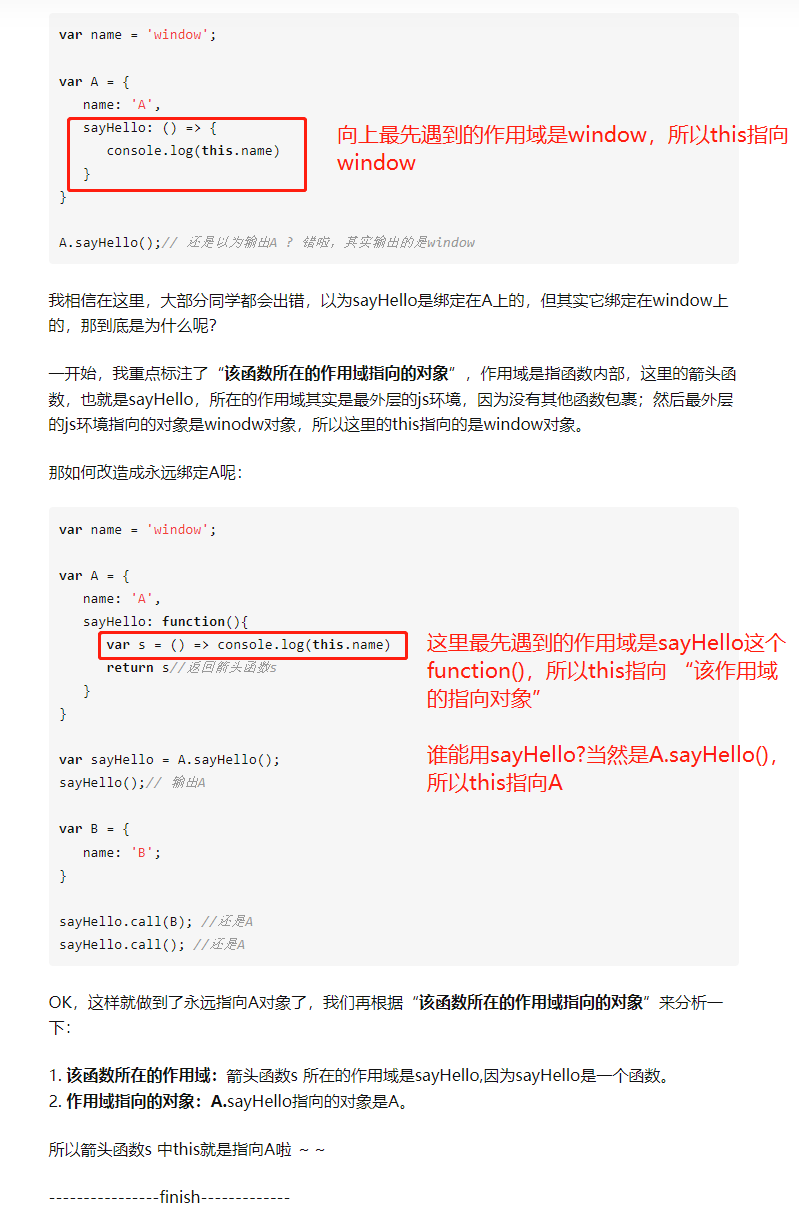 var name = 'window';
var A = {
name: 'A',
sayHello: () => {
console.log(this.name)
}
}
向上最先遇到的作用域是window，所以this指向
window
A.sayHello();// 还是以为输出A ? 错啦，其实输出的是window
我相信在这里，大部分同学都会出错，以为sayHello是绑定在A上的，但其实它绑定在window上
的，那到底是为什么呢?
一开始，我重点标注了“该函数所在的作用域指向的对象”，作用域是指函数内部，这里的箭头函
数，也就是sayHello，所在的作用域其实是最外层的js环境，因为没有其他函数包裹；然后最外层
的js环境指向的对象是winodw对象，所以这里的this指向的是window对象。
那如何改造成永远绑定A呢：
var name = 'window';
var A = {
name: 'A',
sayHello: function(){
var s = () => console.log(this.name)
return s//返回箭头函数s
}
}
这里最先遇到的作用域是sayHello这个
function()，所以this指向 “该作用域
的指向对象”
谁能用sayHello?当然是A.sayHello()，
所以this指向A
var sayHello = A.sayHello();
sayHello();// 输出A
var B = {
name: 'B';
}
sayHello.call(B); //还是A
sayHello.call(); //还是A
OK，这样就做到了永远指向A对象了，我们再根据“该函数所在的作用域指向的对象”来分析一
下：
1. 该函数所在的作用域：箭头函数s 所在的作用域是sayHello,因为sayHello是一个函数。
2. 作用域指向的对象：A.sayHello指向的对象是A。
所以箭头函数s 中this就是指向A啦 ～～
----------------finish-------------